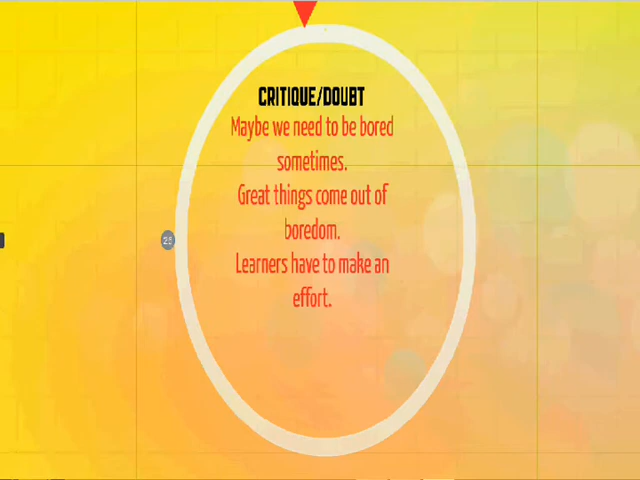 CRITIQUE/DOUBT
Maybe we need to be bored
sometimes.
Great things come out of
boredom.
Learners have to make an
effort.